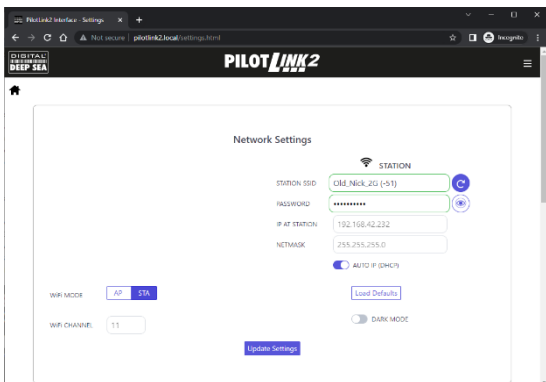 PilotLink2 Interface - Settings
Not secure | pilotlink2.local/settings.html
Incognito
DIGITAL
DEEP SEA
PILOTLINK2
Network Settings
STATION
STATION SSID Old_Nick_2G (-51)
PASSWORD ••••••••••
IP AT STATION 192.168.42.232
NETMASK 255.255.255.0
AUTO IP (DHCP)
WIFI MODE AP STA Load Defaults
WIFI CHANNEL 11 DARK MODE
Update Settings